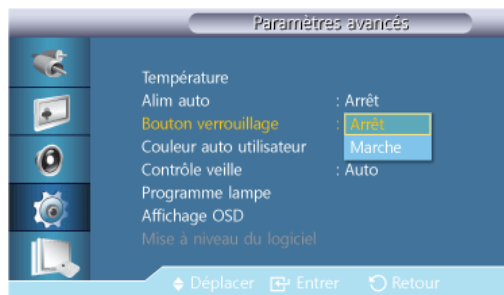 Paramètres avancés
Température
Alim auto : Arrêt
Bouton verrouillage : Arrêt
Couleur auto utilisateur Marche
Contrôle veille : Auto
Programme lampe
Affichage OSD
Mise à niveau du logiciel
Déplacer Entrer Retour